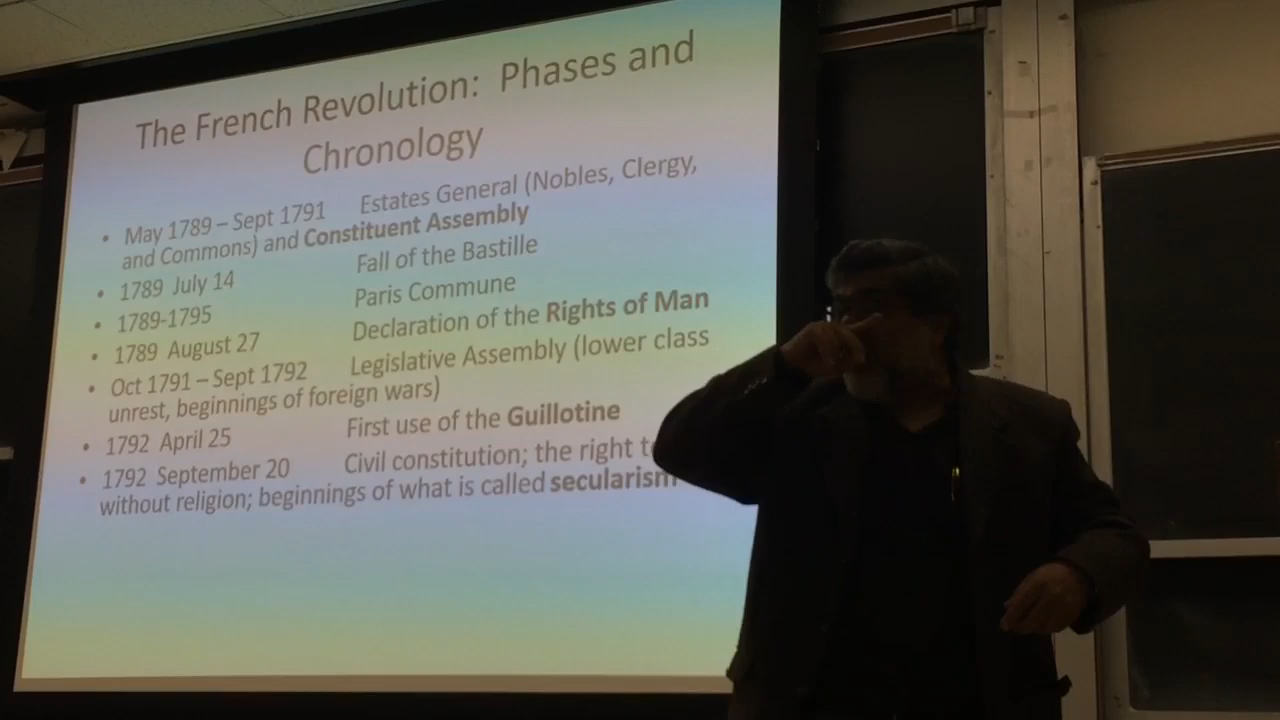 The French Revolution: Phases and
Chronology
• May 1789 – Sept 1791 Estates General (Nobles, Clergy,
and Commons) and Constituent Assembly
• 1789 July 14 Fall of the Bastille
• 1789-1795 Paris Commune
• 1789 August 27 Declaration of the Rights of Man
• Oct 1791 – Sept 1792 Legislative Assembly (lower class
unrest, beginnings of foreign wars)
• 1792 April 25 First use of the Guillotine
• 1792 September 20 Civil constitution; the right
without religion; beginnings of what is called secularism